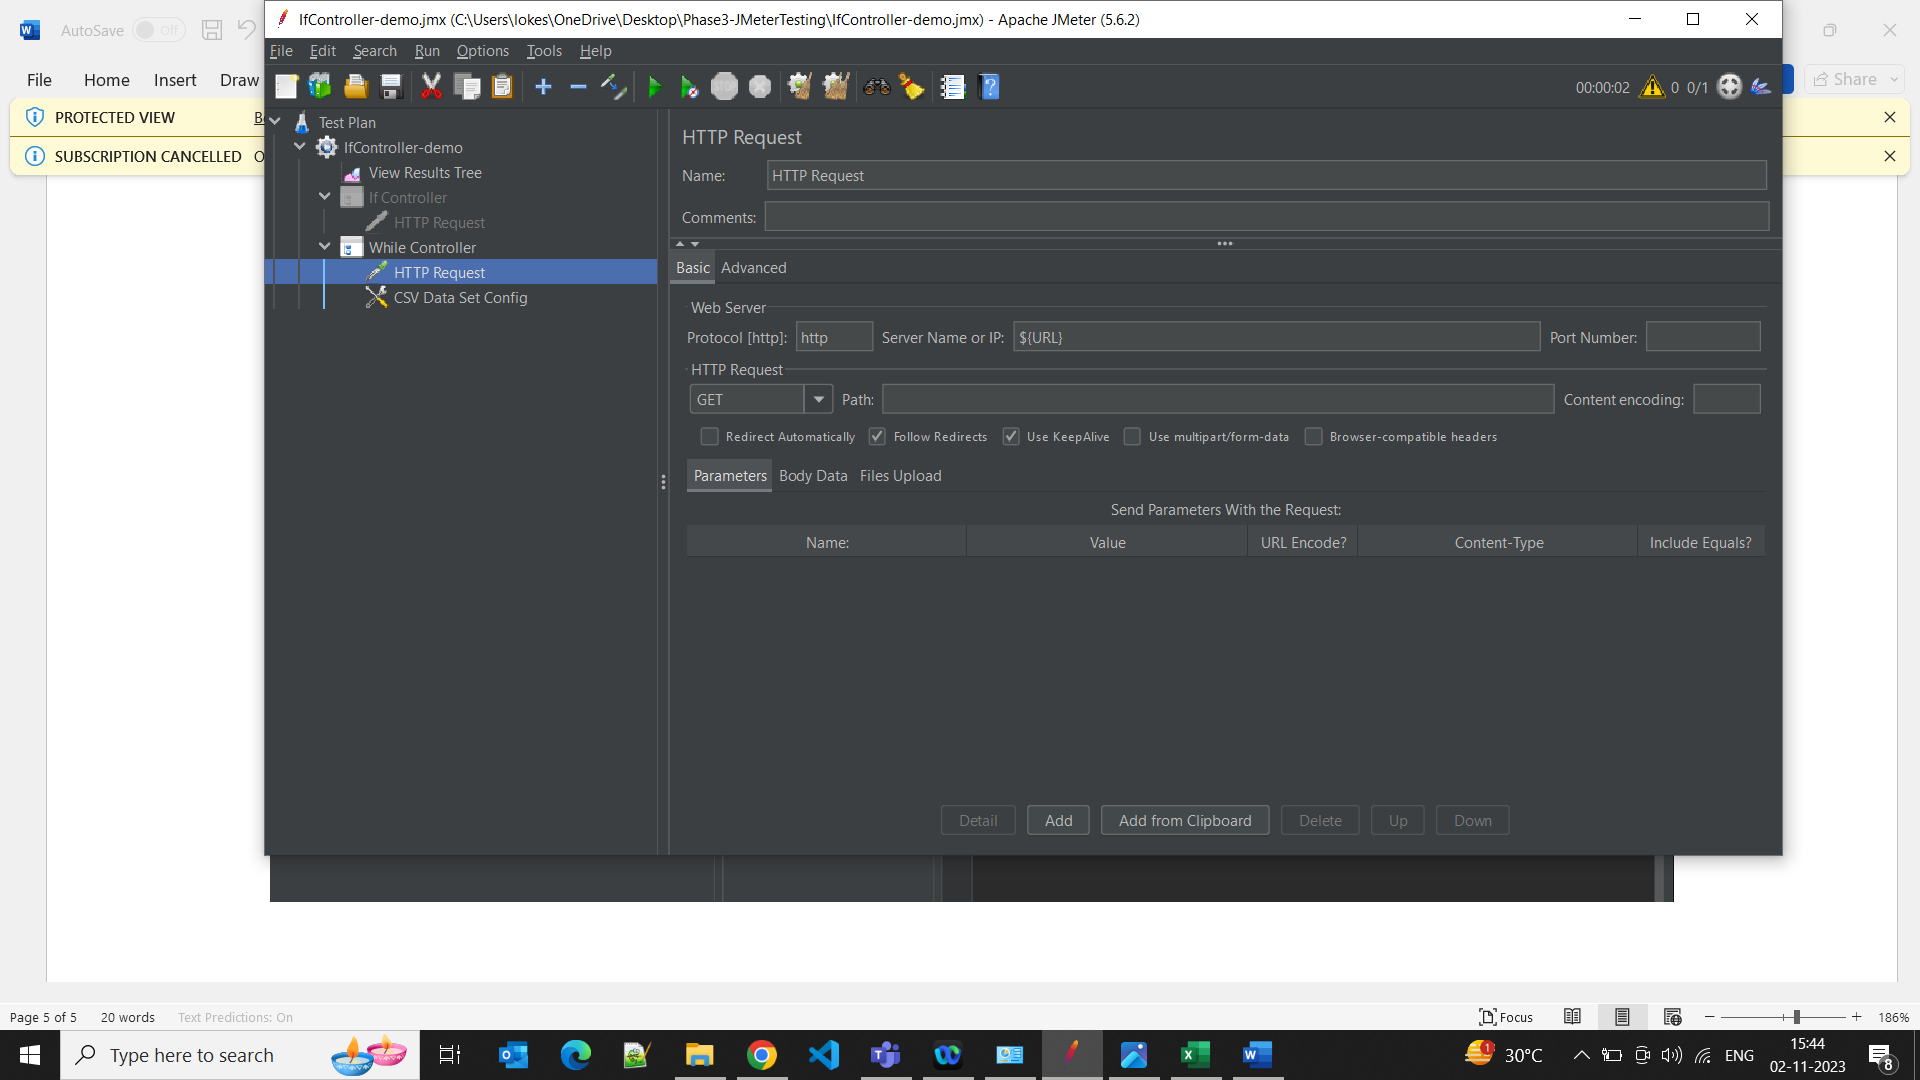 IfController-demo.jmx (C:\Users\lokes\OneDrive\Desktop\Phase3-JMeterTesting\IfController-demo.jmx) - Apache JMeter (5.6.2)
AutoSave Off
File Edit Search Run Options Tools Help
File Home Insert Draw
Share
00:00:02 0 0/1
PROTECTED VIEW
SUBSCRIPTION CANCELLED
Test Plan
IfController-demo
View Results Tree
If Controller
HTTP Request
While Controller
HTTP Request
CSV Data Set Config
HTTP Request
Name: HTTP Request
Comments:
Basic Advanced
Web Server
Protocol [http]: http Server Name or IP: ${URL} Port Number:
HTTP Request
GET Path: Content encoding:
Redirect Automatically Follow Redirects Use KeepAlive Use multipart/form-data Browser-compatible headers
Parameters Body Data Files Upload
Send Parameters With the Request:
Name: Value URL Encode? Content-Type Include Equals?
Detail Add Add from Clipboard Delete Up Down
Page 5 of 5 20 words Text Predictions: On Focus 186%
Type here to search
1 30°C ENG
15:44
02-11-2023
8